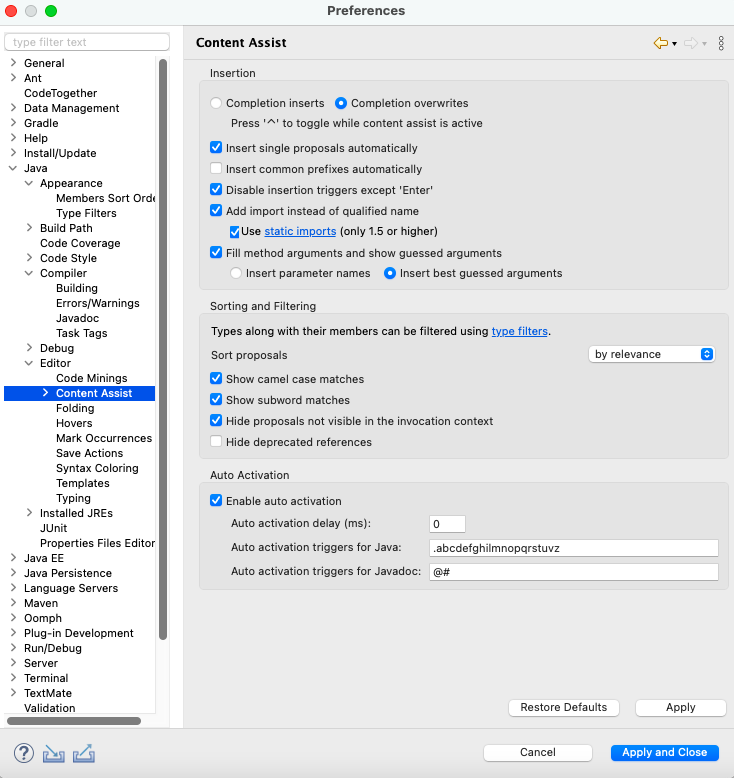 Preferences
type filter text
General
Ant
CodeTogether
Data Management
Gradle
Help
Install/Update
Java
Appearance
Members Sort Orde
Type Filters
Build Path
Code Coverage
Code Style
Compiler
Building
Errors/Warnings
Javadoc
Task Tags
Debug
Editor
Code Minings
Content Assist
Folding
Hovers
Mark Occurrences
Save Actions
Syntax Coloring
Templates
Typing
Installed JREs
JUnit
Properties Files Editor
Java EE
Java Persistence
Language Servers
Maven
Oomph
Plug-in Development
Run/Debug
Server
Terminal
TextMate
Validation
Content Assist
Insertion
Completion inserts Completion overwrites
Press '^' to toggle while content assist is active
Insert single proposals automatically
Insert common prefixes automatically
Disable insertion triggers except 'Enter'
Add import instead of qualified name
Use static imports (only 1.5 or higher)
Fill method arguments and show guessed arguments
Insert parameter names Insert best guessed arguments
Sorting and Filtering
Types along with their members can be filtered using type filters.
Sort proposals by relevance
Show camel case matches
Show subword matches
Hide proposals not visible in the invocation context
Hide deprecated references
Auto Activation
Enable auto activation
Auto activation delay (ms): 0
Auto activation triggers for Java: .abcdefghilmnopqrstuvz
Auto activation triggers for Javadoc: @#
Restore Defaults Apply
? Cancel Apply and Close